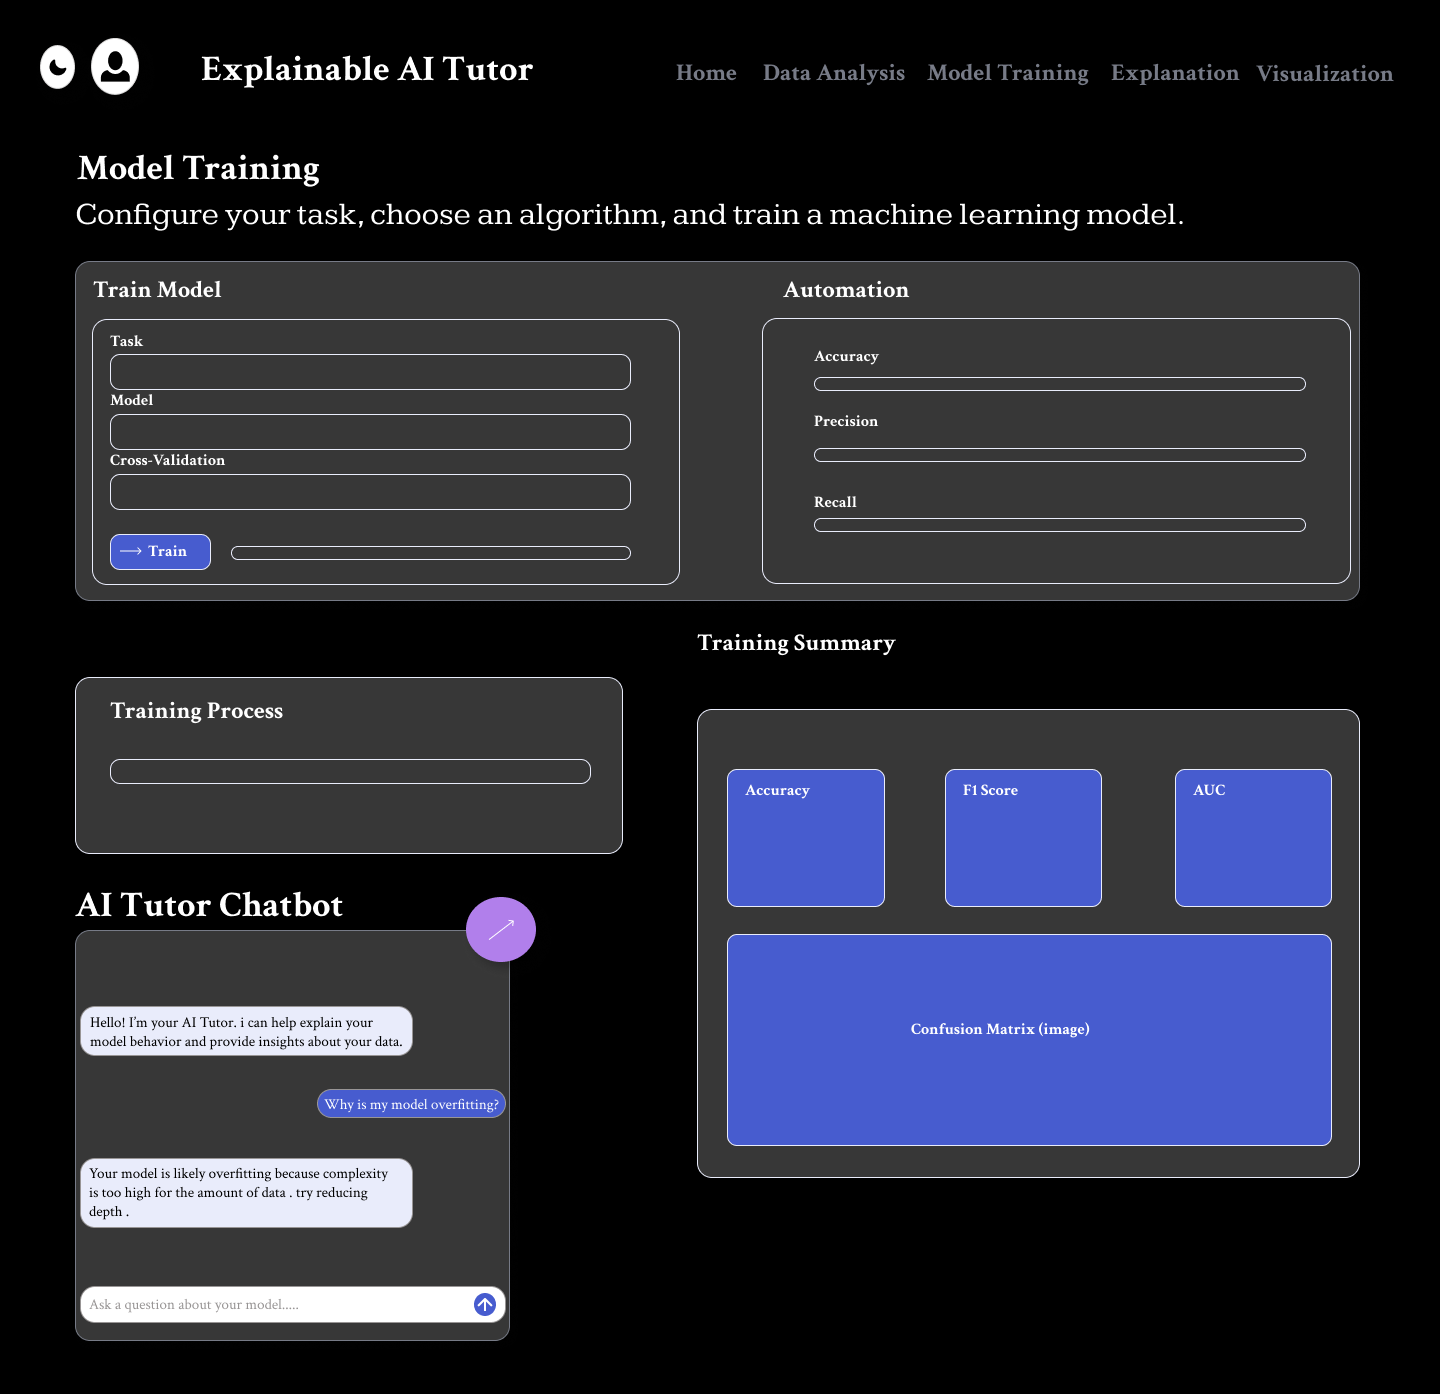 Explainable AI Tutor
Home
Data Analysis
Model Training
Explanation
Visualization
Model Training
Configure your task, choose an algorithm, and train a machine learning model.
Train Model
Task
Model
Cross-Validation
Train
Automation
Accuracy
Precision
Recall
Training Process
Training Summary
Accuracy
F1 Score
AUC
Confusion Matrix (image)
AI Tutor Chatbot
Hello! I'm your AI Tutor. i can help explain your
model behavior and provide insights about your data.
Why is my model overfitting?
Your model is likely overfitting because complexity
is too high for the amount of data . try reducing
depth .
Ask a question about your model.....